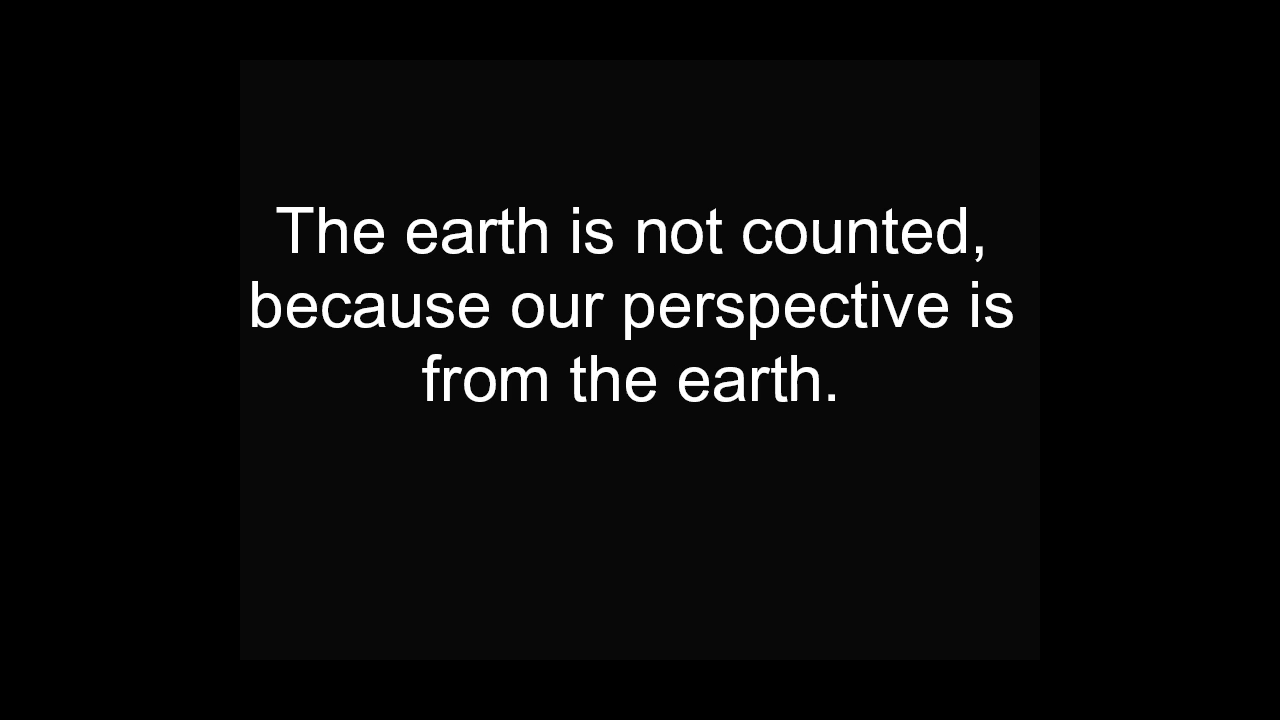 The earth is not counted,
because our perspective is
from the earth.